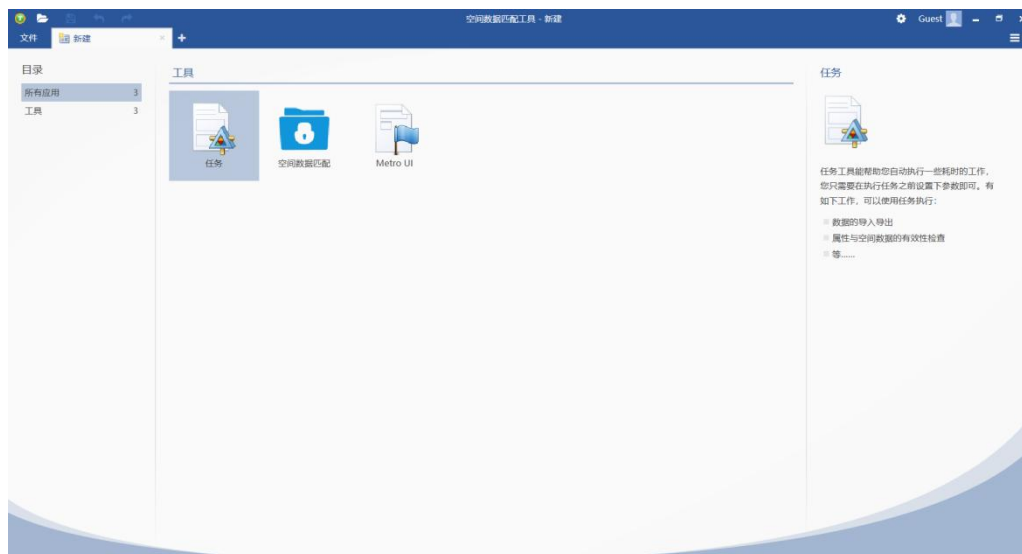 空间数据匹配工具 - 新建
Guest
文件
新建
目录
所有应用 3
工具 3
工具
任务
空间数据匹配
Metro UI
任务
任务工具能帮助您自动执行一些耗时的工作，
您只需要在执行任务之前设置下参数即可。有
如下工作，可以使用任务执行：
数据的导入导出
属性与空间数据的有效性检查
等......